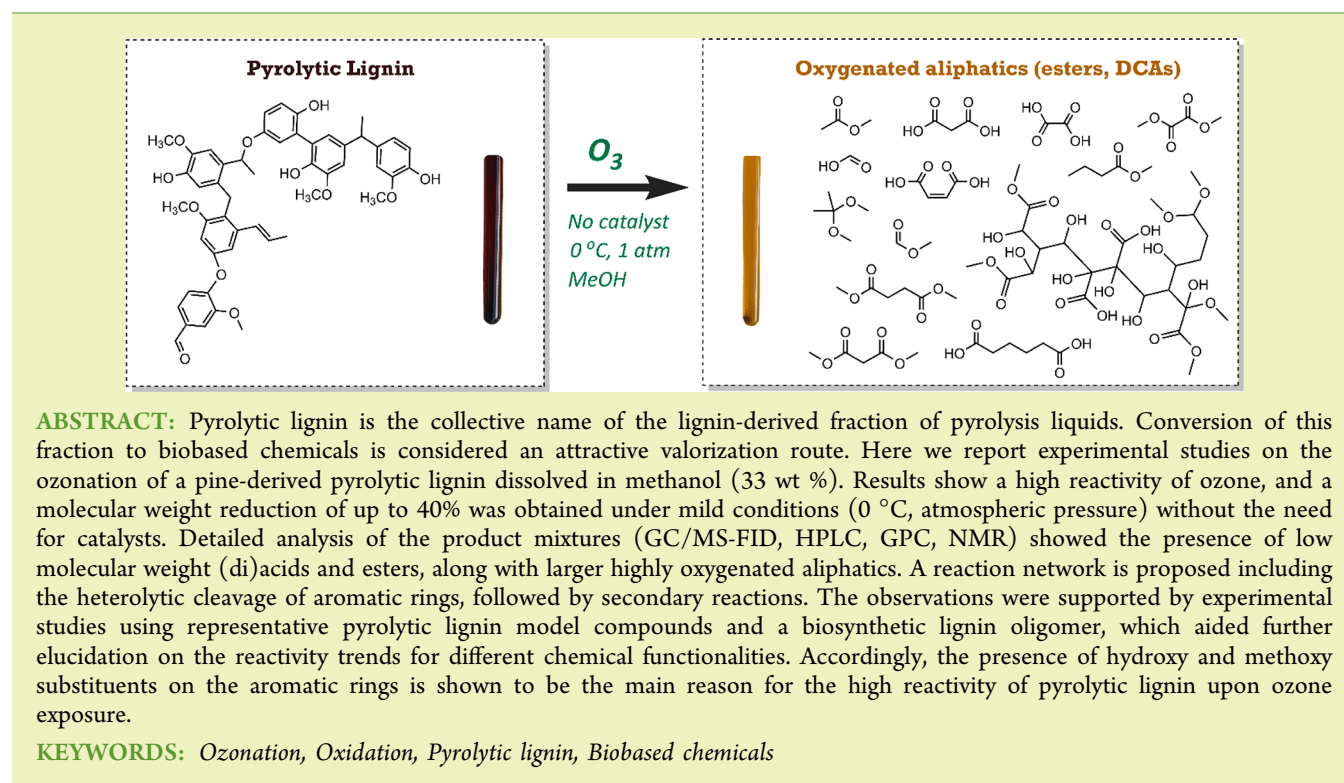 Pyrolytic Lignin
Oxygenated aliphatics (esters, DCAs)
OH
H₃CO
O
HO
HO
H₃CO
OCH₃
OCH₃
OH
H₃CO
O
O
O
O₃
No catalyst
0 °C, 1 atm
MeOH
ABSTRACT: Pyrolytic lignin is the collective name of the lignin-derived fraction of pyrolysis liquids. Conversion of this
fraction to biobased chemicals is considered an attractive valorization route. Here we report experimental studies on the
ozonation of a pine-derived pyrolytic lignin dissolved in methanol (33 wt %). Results show a high reactivity of ozone, and a
molecular weight reduction of up to 40% was obtained under mild conditions (0 °C, atmospheric pressure) without the need
for catalysts. Detailed analysis of the product mixtures (GC/MS-FID, HPLC, GPC, NMR) showed the presence of low
molecular weight (di)acids and esters, along with larger highly oxygenated aliphatics. A reaction network is proposed including
the heterolytic cleavage of aromatic rings, followed by secondary reactions. The observations were supported by experimental
studies using representative pyrolytic lignin model compounds and a biosynthetic lignin oligomer, which aided further
elucidation on the reactivity trends for different chemical functionalities. Accordingly, the presence of hydroxy and methoxy
substituents on the aromatic rings is shown to be the main reason for the high reactivity of pyrolytic lignin upon ozone
exposure.
KEYWORDS: Ozonation, Oxidation, Pyrolytic lignin, Biobased chemicals